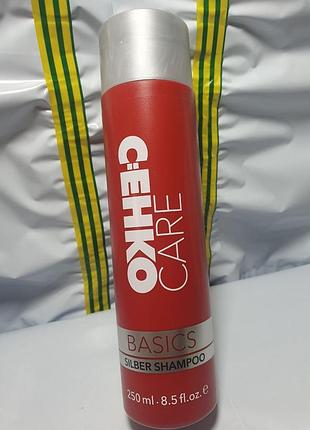 C:EHKO
CARE
BASICS
SILBER SHAMPOO
250 ml • 8.5 fl.oz. ℮